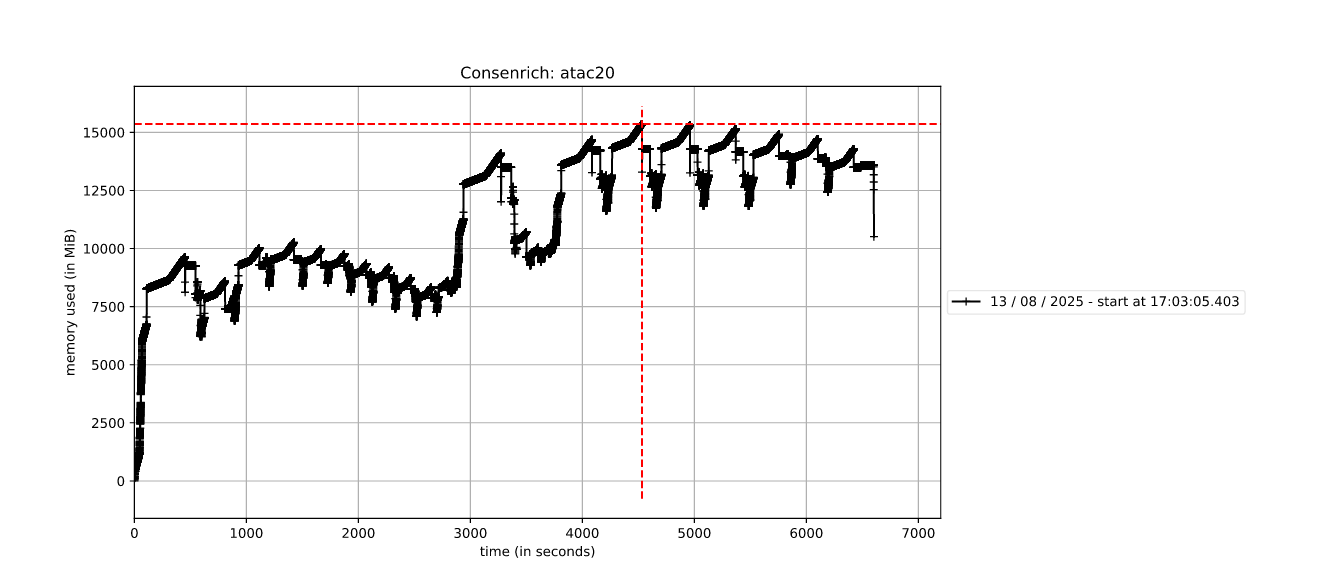 Consenrich: atac20
15000
12500
10000
7500
5000
2500
0
memory used (in MiB)
0 1000 2000 3000 4000 5000 6000 7000
time (in seconds)
13 / 08 / 2025 - start at 17:03:05.403